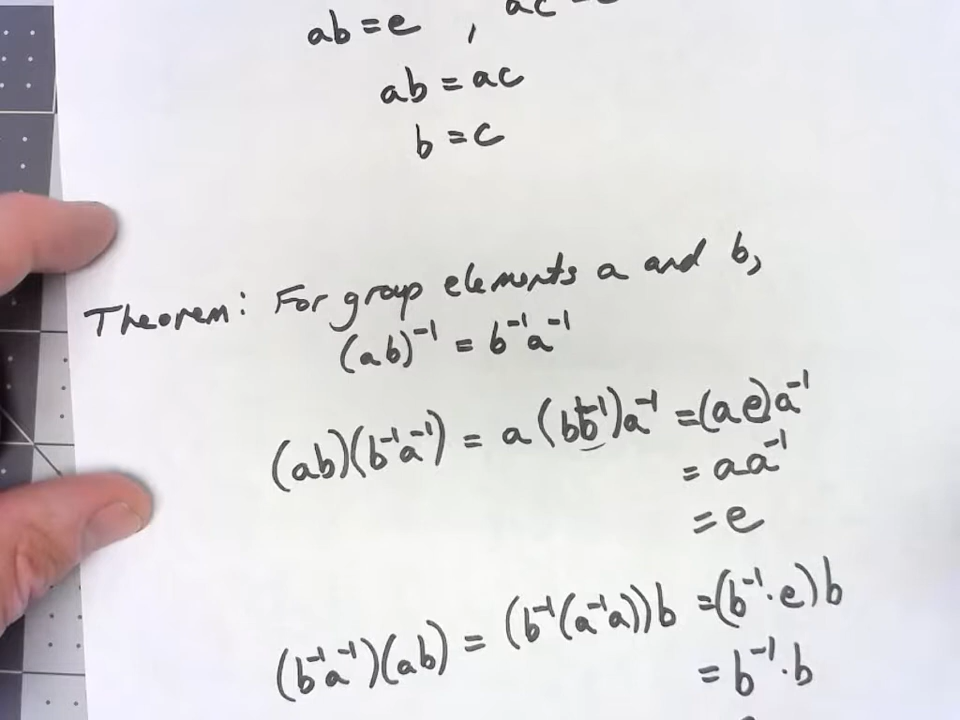 ab = e , ac =
ab = ac
b = c
Theorem: For group elements a and b,
(ab)⁻¹ = b⁻¹a⁻¹
(ab)(b⁻¹a⁻¹) = a(bb⁻¹)a⁻¹ = (ae)a⁻¹
= aa⁻¹
= e
(b⁻¹a⁻¹)(ab) = (b⁻¹(a⁻¹a))b = (b⁻¹·e)b
= b⁻¹·b